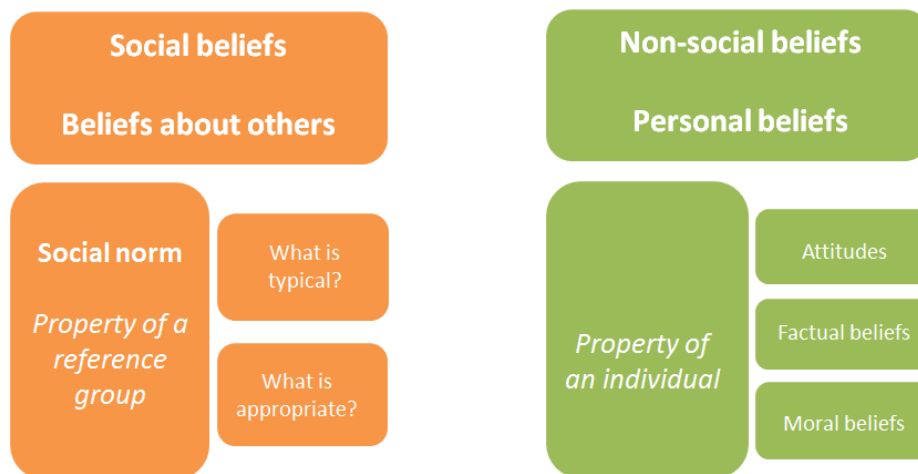 Social beliefs
Beliefs about others
Non-social beliefs
Personal beliefs
Social norm
Property of a
reference
group
What is
typical?
What is
appropriate?
Property of
an individual
Attitudes
Factual beliefs
Moral beliefs